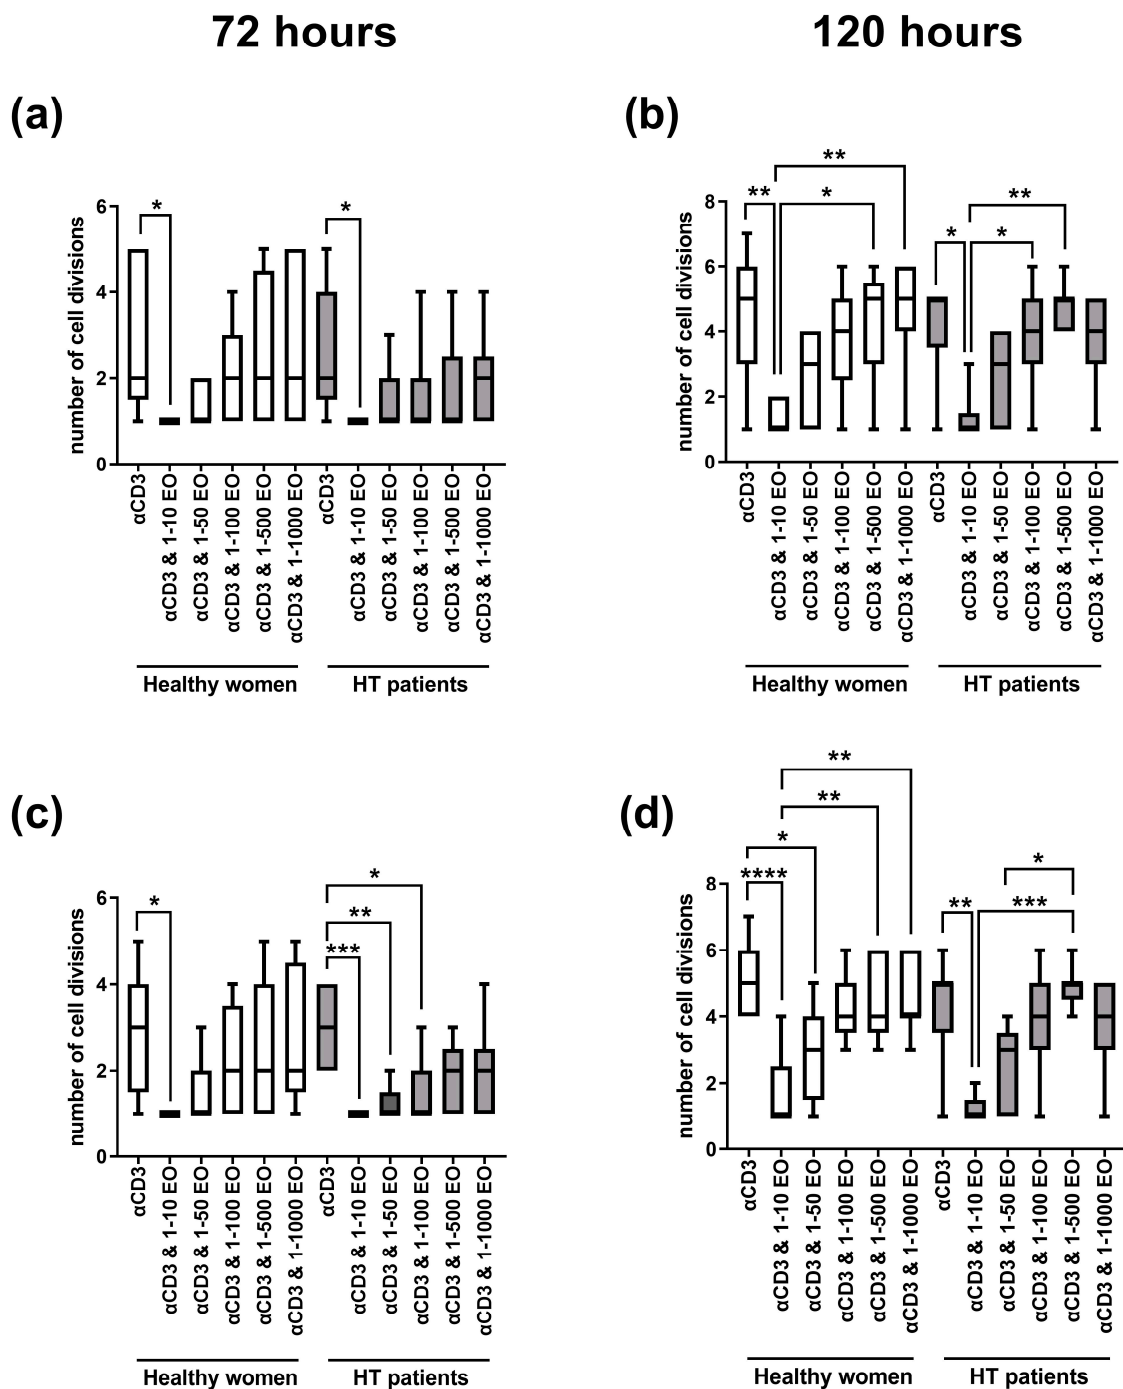 72 hours
120 hours
(a)
number of cell divisions
6
4
2
0
*
*
αCD3
αCD3 & 1-10 EO
αCD3 & 1-50 EO
αCD3 & 1-100 EO
αCD3 & 1-500 EO
αCD3 & 1-1000 EO
αCD3
αCD3 & 1-10 EO
αCD3 & 1-50 EO
αCD3 & 1-100 EO
αCD3 & 1-500 EO
αCD3 & 1-1000 EO
Healthy women
HT patients
(b)
number of cell divisions
8
6
4
2
0
**
**
*
**
*
*
αCD3
αCD3 & 1-10 EO
αCD3 & 1-50 EO
αCD3 & 1-100 EO
αCD3 & 1-500 EO
αCD3 & 1-1000 EO
αCD3
αCD3 & 1-10 EO
αCD3 & 1-50 EO
αCD3 & 1-100 EO
αCD3 & 1-500 EO
αCD3 & 1-1000 EO
Healthy women
HT patients
(c)
number of cell divisions
6
4
2
0
*
*
**
***
αCD3
αCD3 & 1-10 EO
αCD3 & 1-50 EO
αCD3 & 1-100 EO
αCD3 & 1-500 EO
αCD3 & 1-1000 EO
αCD3
αCD3 & 1-10 EO
αCD3 & 1-50 EO
αCD3 & 1-100 EO
αCD3 & 1-500 EO
αCD3 & 1-1000 EO
Healthy women
HT patients
(d)
number of cell divisions
8
6
4
2
0
**
**
*
****
*
**
***
αCD3
αCD3 & 1-10 EO
αCD3 & 1-50 EO
αCD3 & 1-100 EO
αCD3 & 1-500 EO
αCD3 & 1-1000 EO
αCD3
αCD3 & 1-10 EO
αCD3 & 1-50 EO
αCD3 & 1-100 EO
αCD3 & 1-500 EO
αCD3 & 1-1000 EO
Healthy women
HT patients